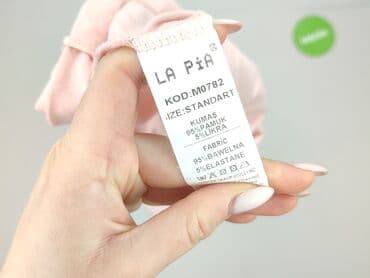 LA PiA
KOD:M0782
SIZE:STANDART
KUMAS
95%PAMUK
5%LIKRA
FABRIC
95%BAWELNA
5%ELASTANE